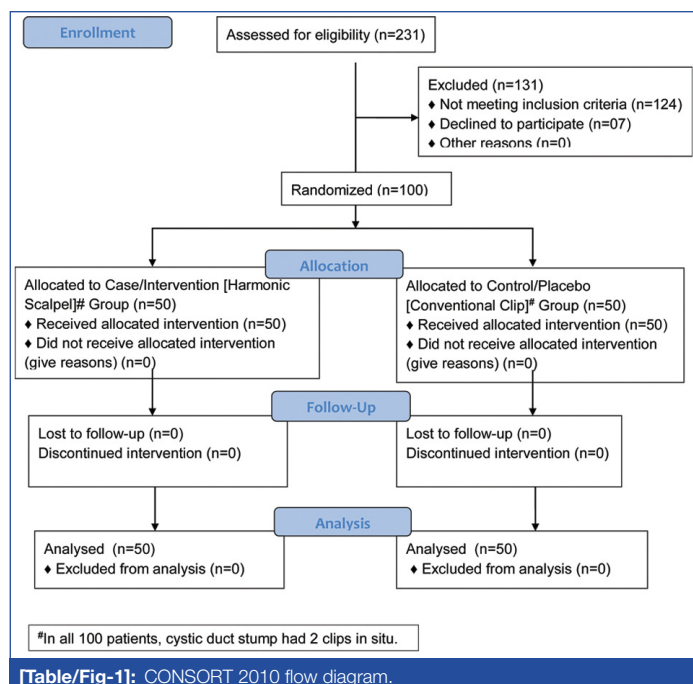 Enrollment
Assessed for eligibility (n=231)
Excluded (n=131)
♦ Not meeting inclusion criteria (n=124)
♦ Declined to participate (n=07)
♦ Other reasons (n=0)
Randomized (n=100)
Allocation
Allocated to Case/Intervention [Harmonic
Scalpel]# Group (n=50)
♦ Received allocated intervention (n=50)
♦ Did not receive allocated intervention
(give reasons) (n=0)
Allocated to Control/Placebo
[Conventional Clip]# Group (n=50)
♦ Received allocated intervention (n=50)
♦ Did not receive allocated intervention
(give reasons) (n=0)
Follow-Up
Lost to follow-up (n=0)
Discontinued intervention (n=0)
Lost to follow-up (n=0)
Discontinued intervention (n=0)
Analysis
Analysed (n=50)
♦ Excluded from analysis (n=0)
Analysed (n=50)
♦ Excluded from analysis (n=0)
#In all 100 patients, cystic duct stump had 2 clips in situ.
[Table/Fig-1]: CONSORT 2010 flow diagram.